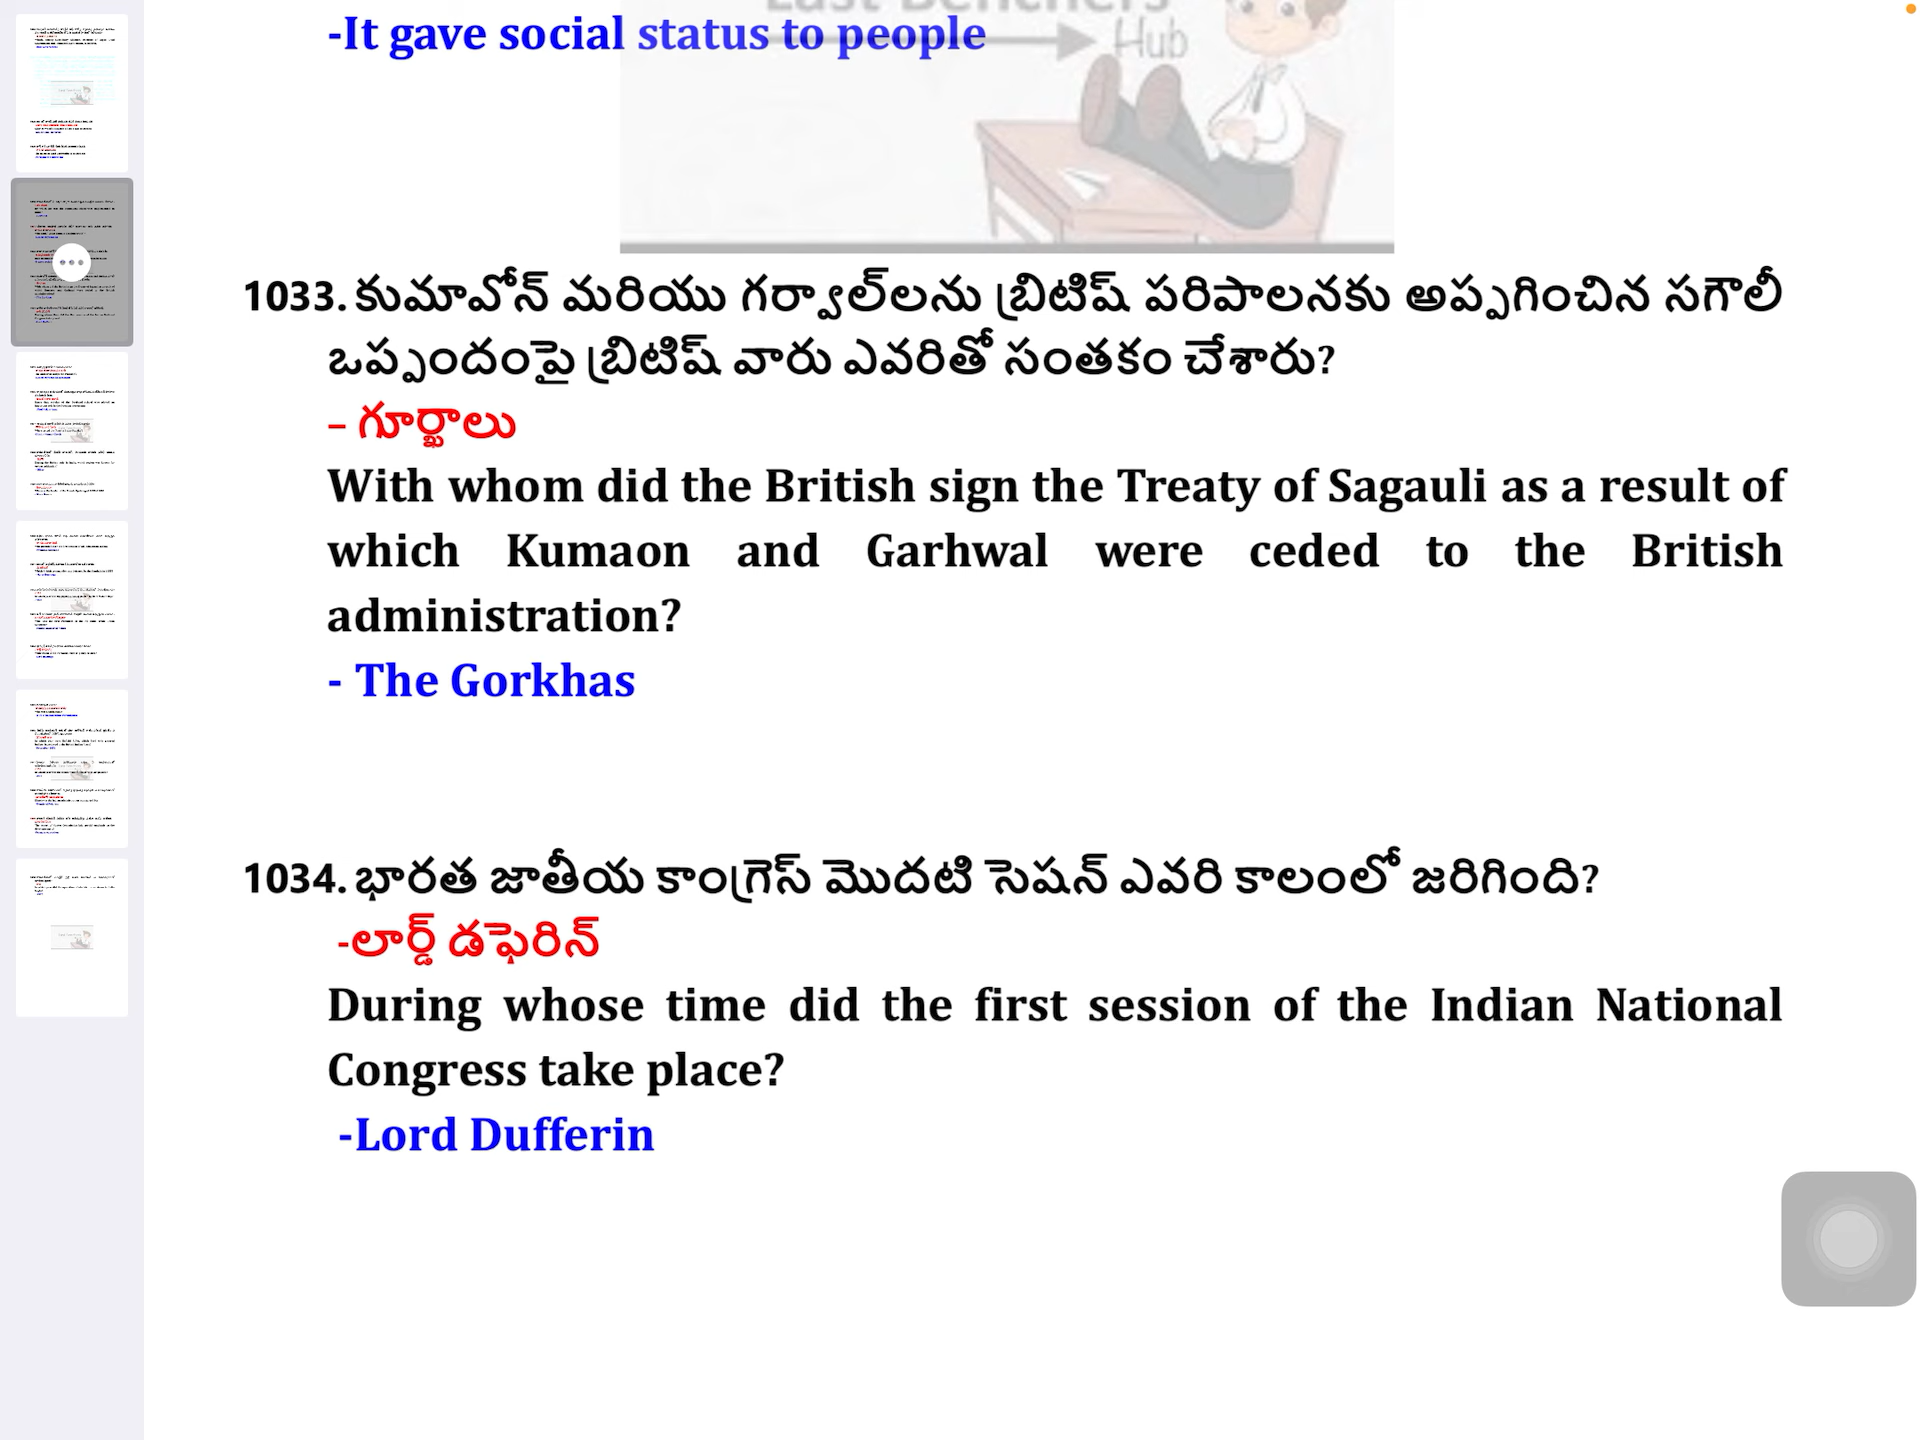 -It gave social status to people
Hub
1033. కుమావోన్ మరియు గర్వాల్‌లను బ్రిటిష్ పరిపాలనకు అప్పగించిన సగౌలీ
ఒప్పందంపై బ్రిటిష్ వారు ఎవరితో సంతకం చేశారు?
– గూర్ఖాలు
With whom did the British sign the Treaty of Sagauli as a result of
which Kumaon and Garhwal were ceded to the British
administration?
- The Gorkhas
1034. భారత జాతీయ కాంగ్రెస్ మొదటి సెషన్ ఎవరి కాలంలో జరిగింది?
-లార్డ్ డఫెరిన్
During whose time did the first session of the Indian National
Congress take place?
-Lord Dufferin